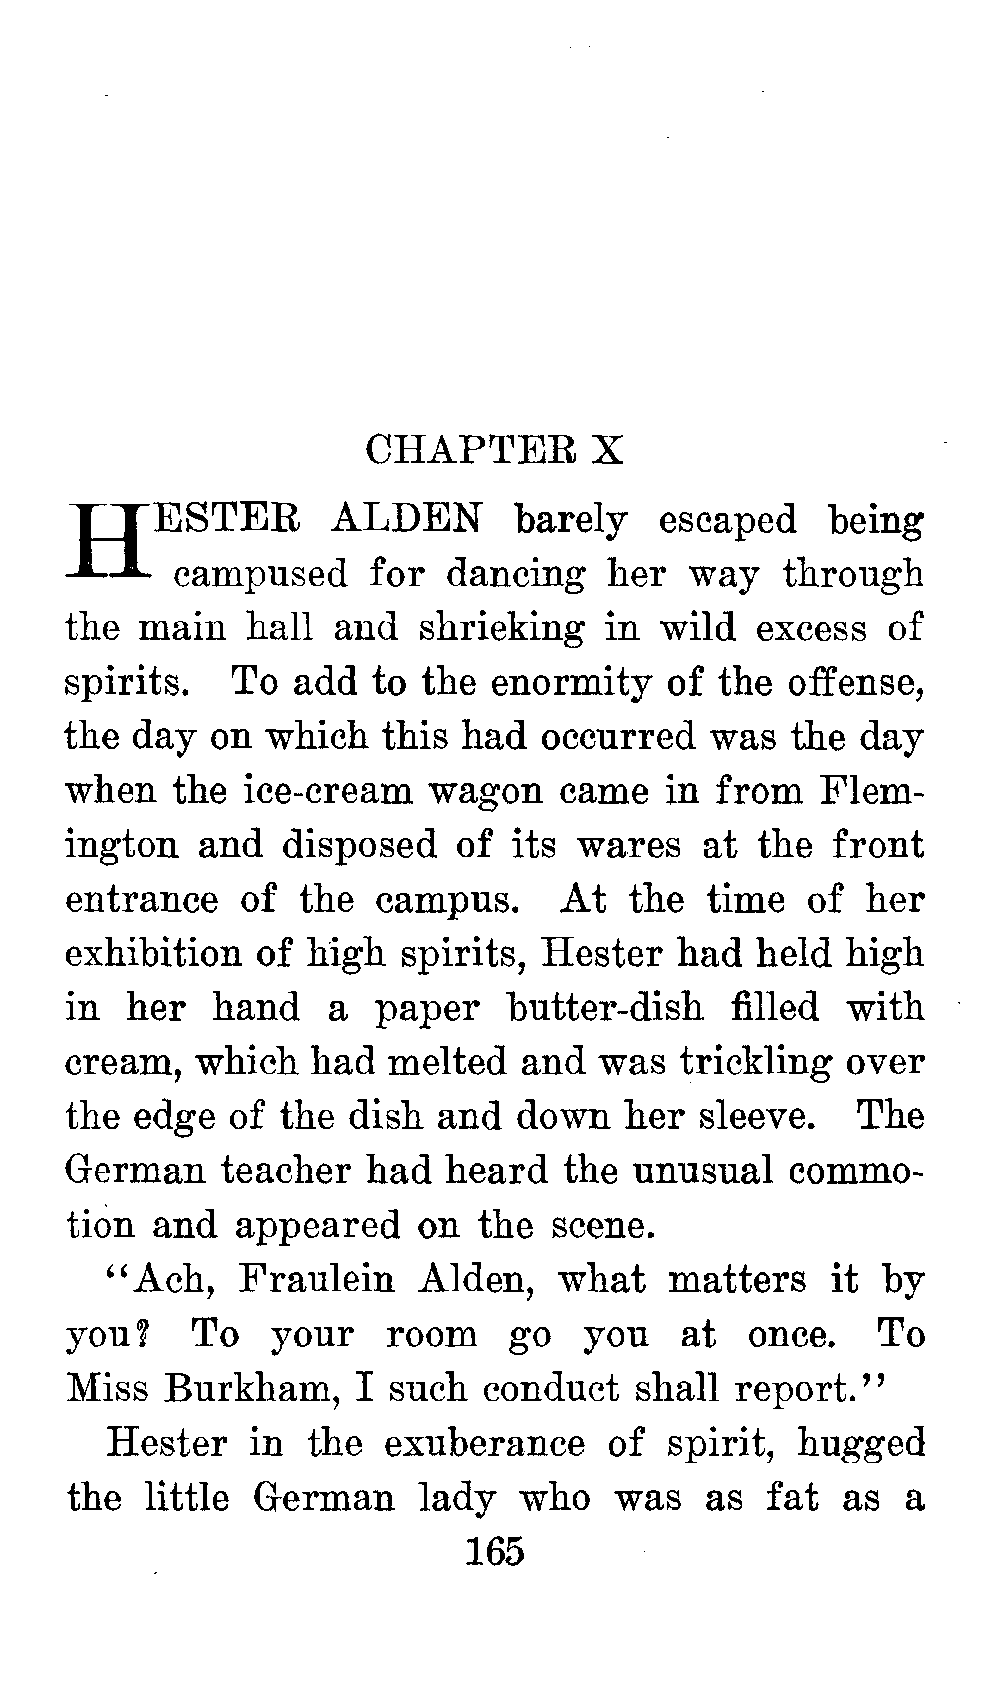 CHAPTER X
HESTER ALDEN barely escaped being
campused for dancing her way through
the main hall and shrieking in wild excess of
spirits. To add to the enormity of the offense,
the day on which this had occurred was the day
when the ice-cream wagon came in from Flem-
ington and disposed of its wares at the front
entrance of the campus. At the time of her
exhibition of high spirits, Hester had held high
in her hand a paper butter-dish filled with
cream, which had melted and was trickling over
the edge of the dish and down her sleeve. The
German teacher had heard the unusual commo-
tion and appeared on the scene.
“Ach, Fraulein Alden, what matters it by
you? To your room go you at once. To
Miss Burkham, I such conduct shall report.”
Hester in the exuberance of spirit, hugged
the little German lady who was as fat as a
165